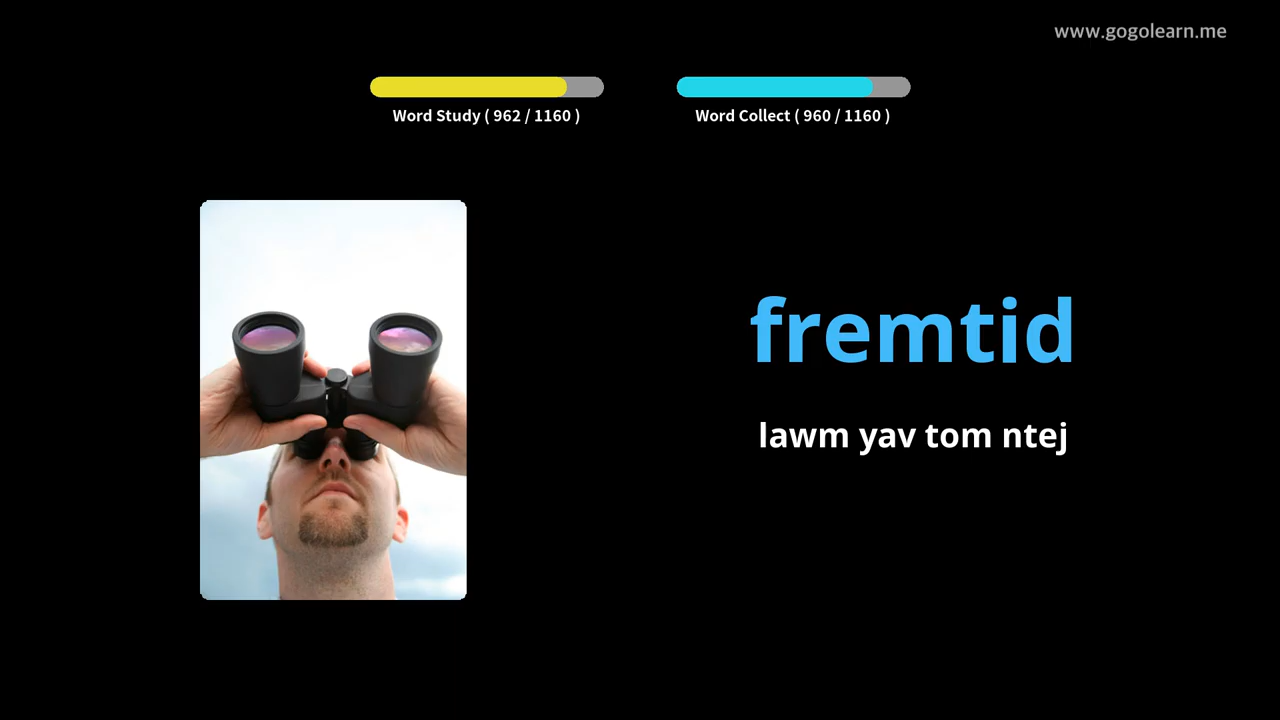 www.gogolearn.me
Word Study ( 962 / 1160 )
Word Collect ( 960 / 1160 )
fremtid
lawm yav tom ntej